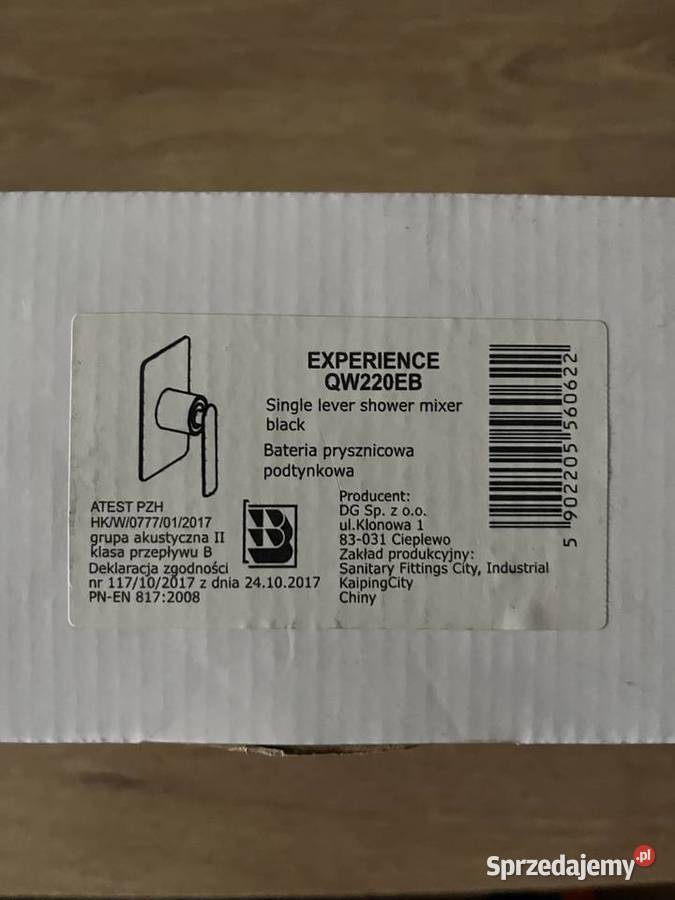 EXPERIENCE
QW220EB
Single lever shower mixer
black
Bateria prysznicowa
podtynkowa
ATEST PZH
HK/W/0777/01/2017
grupa akustyczna II
klasa przepływu B
Deklaracja zgodności
nr 117/10/2017 z dnia 24.10.2017
PN-EN 817:2008
B
Producent:
DG Sp. z o.o.
ul.Klonowa 1
83-031 Cieplewo
Zakład produkcyjny:
Sanitary Fittings City, Industrial
KaipingCity
Chiny
5 902205 560622
Sprzedajemy.pl